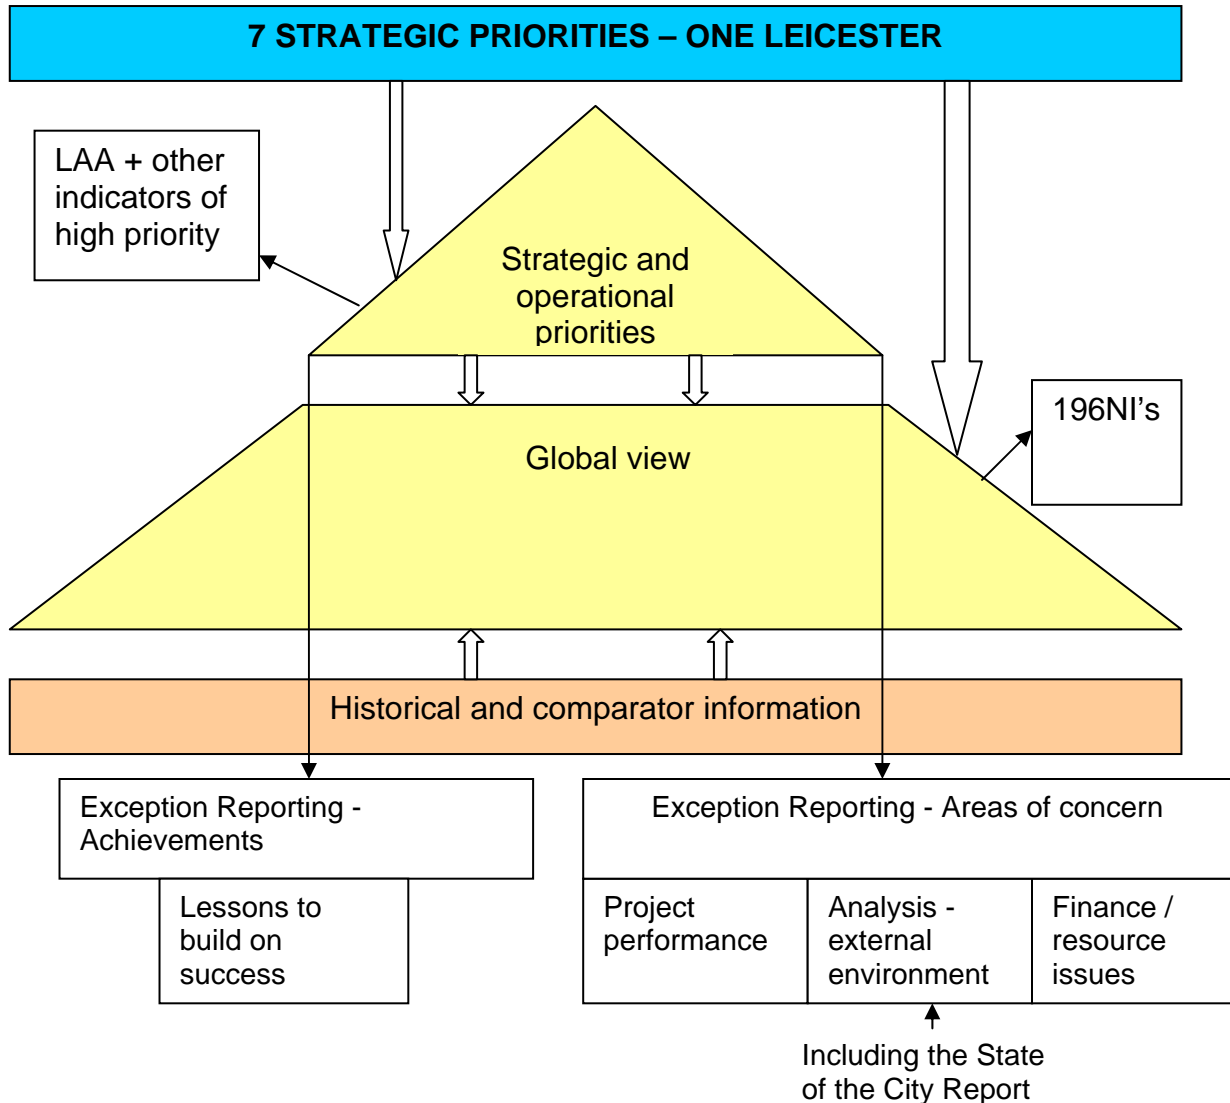 7 STRATEGIC PRIORITIES – ONE LEICESTER
LAA + other
indicators of
high priority
Strategic and
operational
priorities
196NI's
Global view
Historical and comparator information
Exception Reporting -
Achievements
Lessons to
build on
success
Exception Reporting - Areas of concern
Project
performance
Analysis -
external
environment
Finance /
resource
issues
Including the State
of the City Report